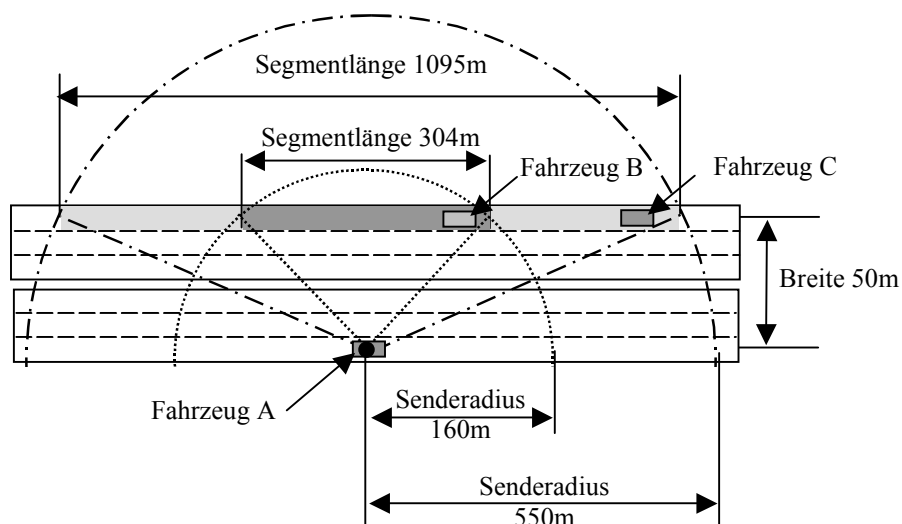 Segmentlänge 1095m
Segmentlänge 304m
Fahrzeug B
Fahrzeug C
Breite 50m
Fahrzeug A
Senderadius
160m
Senderadius
550m